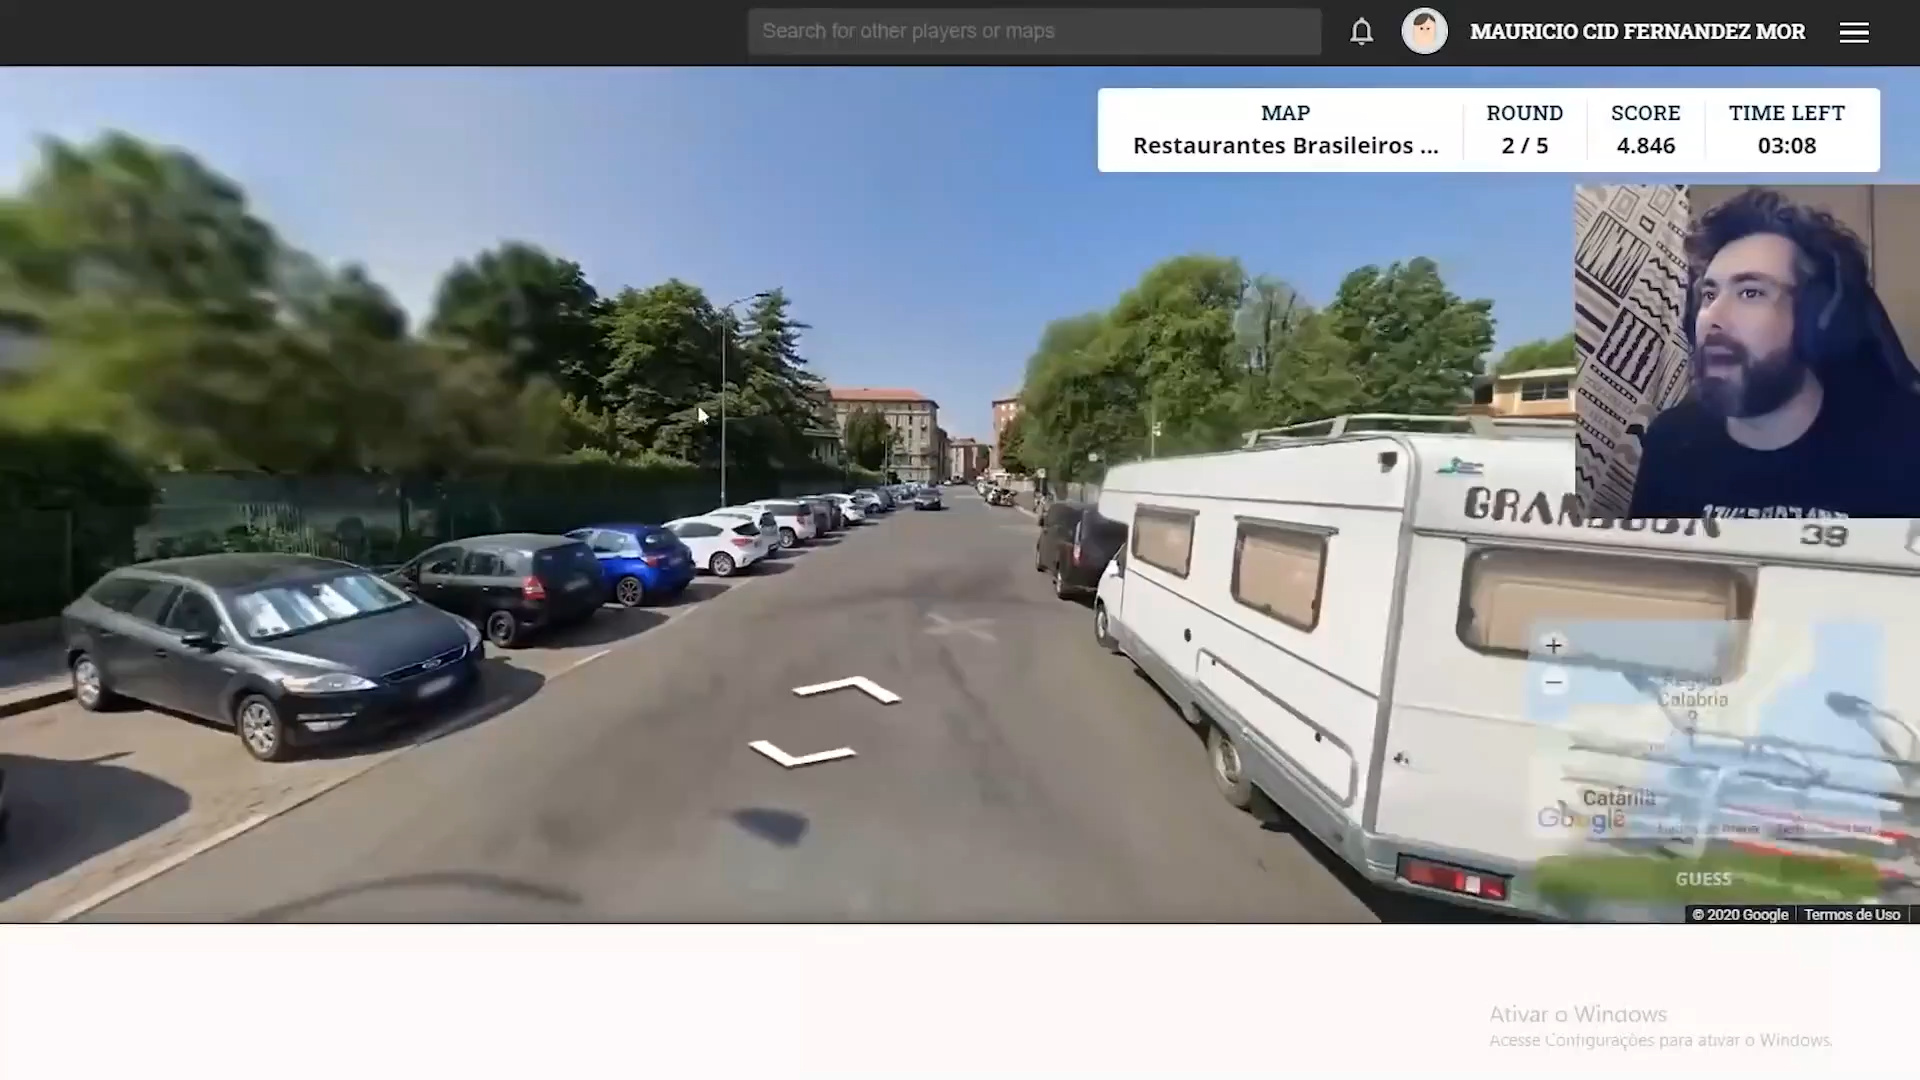 Search for other players or maps
MAURICIO CID FERNANDEZ MOR
MAP
Restaurantes Brasileiros ...
ROUND
2 / 5
SCORE
4.846
TIME LEFT
03:08
39
+
−
Reggio
Calabria
Catânia
Google
GUESS
© 2020 Google
Termos de Uso
Ativar o Windows
Acesse Configurações para ativar o Windows.